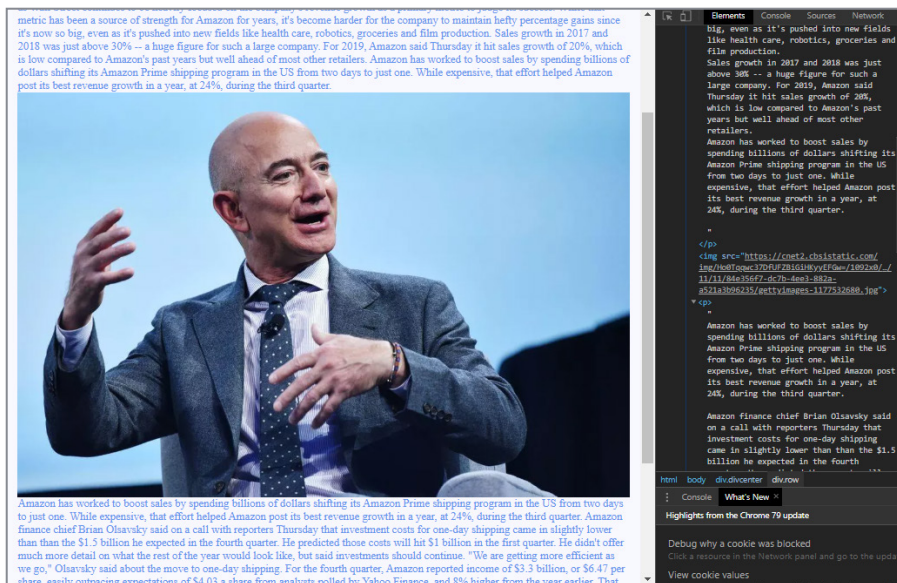 metric has been a source of strength for Amazon for years, it's become harder for the company to maintain hefty percentage gains since
it's now so big, even as it's pushed into new fields like health care, robotics, groceries and film production. Sales growth in 2017 and
2018 was just above 30% -- a huge figure for such a large company. For 2019, Amazon said Thursday it hit sales growth of 20%, which
is low compared to Amazon's past years but well ahead of most other retailers. Amazon has worked to boost sales by spending billions of
dollars shifting its Amazon Prime shipping program in the US from two days to just one. While expensive, that effort helped Amazon
post its best revenue growth in a year, at 24%, during the third quarter.
Amazon has worked to boost sales by spending billions of dollars shifting its Amazon Prime shipping program in the US from two days
to just one. While expensive, that effort helped Amazon post its best revenue growth in a year, at 24%, during the third quarter. Amazon
finance chief Brian Olsavsky said on a call with reporters Thursday that investment costs for one-day shipping came in slightly lower
than than the $1.5 billion he expected in the fourth quarter. He predicted those costs will hit $1 billion in the first quarter. He didn't offer
much more detail on what the rest of the year would look like, but said investments should continue. "We are getting more efficient as
we go," Olsavsky said about the move to one-day shipping. For the fourth quarter, Amazon reported income of $3.3 billion, or $6.47 per
share, easily outpacing expectations of $4.03 a share from analysts polled by Yahoo Finance, and 8% higher from the year earlier. That
Elements Console Sources Network
big, even as it's pushed into new fields
like health care, robotics, groceries and
film production.
Sales growth in 2017 and 2018 was just
above 30% -- a huge figure for such a
large company. For 2019, Amazon said
Thursday it hit sales growth of 20%,
which is low compared to Amazon's past
years but well ahead of most other
retailers.
Amazon has worked to boost sales by
spending billions of dollars shifting its
Amazon Prime shipping program in the US
from two days to just one. While
expensive, that effort helped Amazon post
its best revenue growth in a year, at
24%, during the third quarter.
"
</p>
<img src="https://cnet2.cbsistatic.com/
img/Ho0Tqqwc37DfUFZBiGiHKyyEFGw=/1092x0/…/
11/11/84e356f7-dc7b-4ee3-882a-
a521a3b96235/gettyimages-1177532680.jpg">
<p>
"
Amazon has worked to boost sales by
spending billions of dollars shifting its
Amazon Prime shipping program in the US
from two days to just one. While
expensive, that effort helped Amazon post
its best revenue growth in a year, at
24%, during the third quarter.
Amazon finance chief Brian Olsavsky said
on a call with reporters Thursday that
investment costs for one-day shipping
came in slightly lower than than the $1.5
billion he expected in the fourth
html body div.divcenter div.row
Console What's New ×
Highlights from the Chrome 79 update
Debug why a cookie was blocked
Click a resource in the Network panel and go to the upda
View cookie values